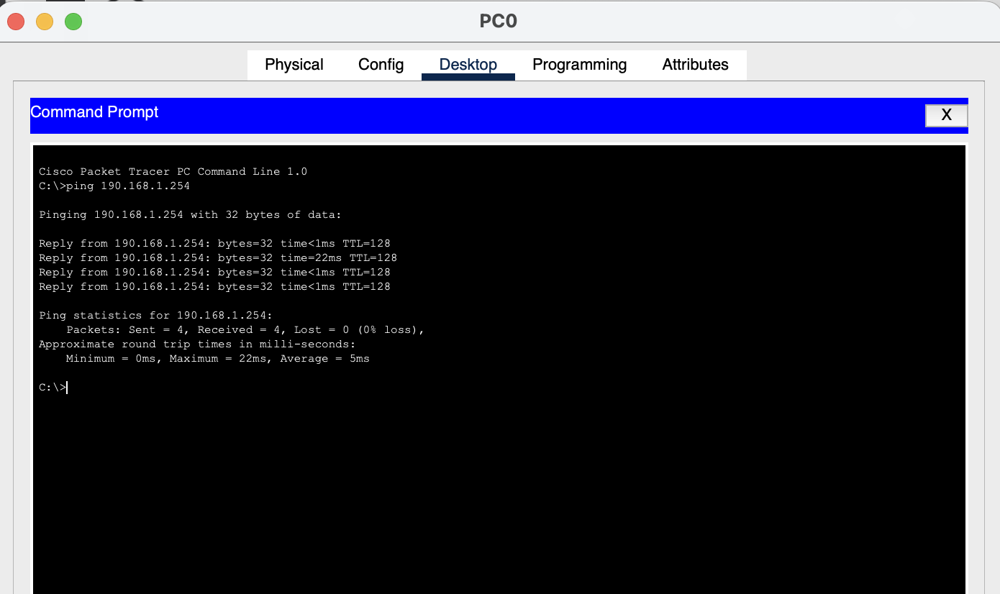 PC0
Physical Config Desktop Programming Attributes
Command Prompt
X
Cisco Packet Tracer PC Command Line 1.0
C:\>ping 190.168.1.254
Pinging 190.168.1.254 with 32 bytes of data:
Reply from 190.168.1.254: bytes=32 time<1ms TTL=128
Reply from 190.168.1.254: bytes=32 time=22ms TTL=128
Reply from 190.168.1.254: bytes=32 time<1ms TTL=128
Reply from 190.168.1.254: bytes=32 time<1ms TTL=128
Ping statistics for 190.168.1.254:
Packets: Sent = 4, Received = 4, Lost = 0 (0% loss),
Approximate round trip times in milli-seconds:
Minimum = 0ms, Maximum = 22ms, Average = 5ms
C:\>